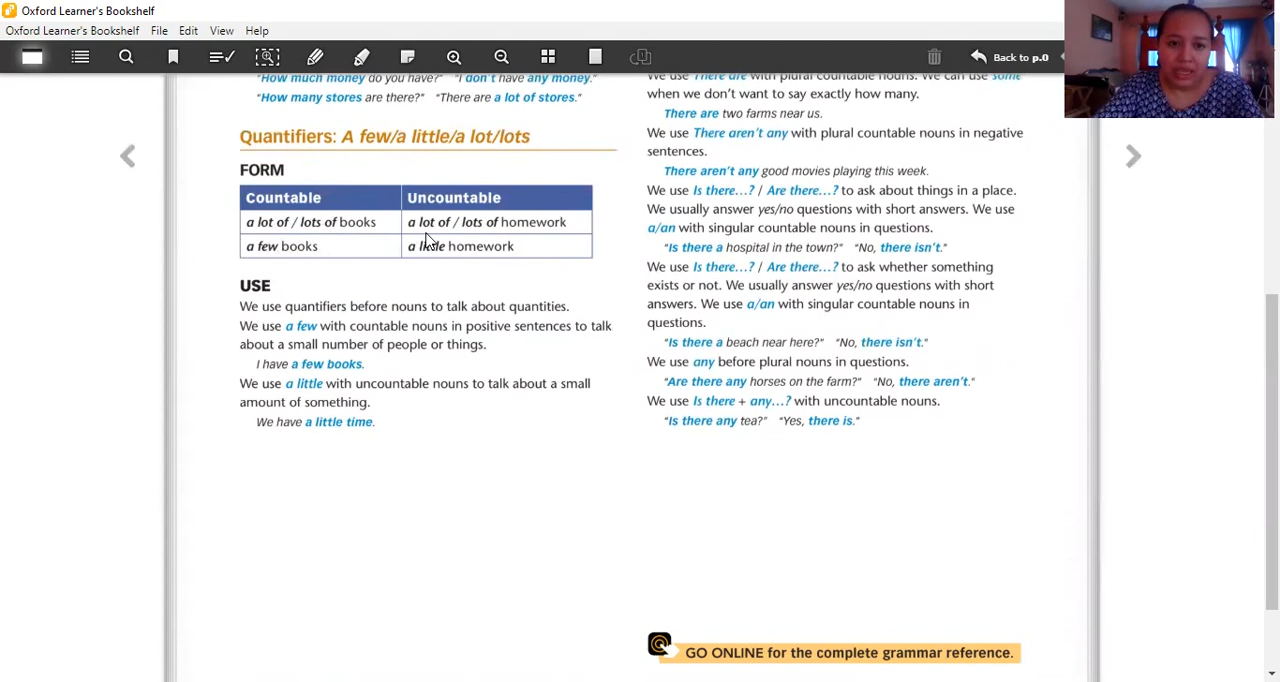 Oxford Learner's Bookshelf
Oxford Learner's Bookshelf File Edit View Help
Back to p.0
"How much money do you have?" "I don't have any money."
"How many stores are there?" "There are a lot of stores."
Quantifiers: A few/a little/a lot/lots
FORM
Countable Uncountable
a lot of / lots of books a lot of / lots of homework
a few books a little homework
USE
We use quantifiers before nouns to talk about quantities.
We use a few with countable nouns in positive sentences to talk
about a small number of people or things.
I have a few books.
We use a little with uncountable nouns to talk about a small
amount of something.
We have a little time.
We use There are with plural countable nouns. We can use some
when we don't want to say exactly how many.
There are two farms near us.
We use There aren't any with plural countable nouns in negative
sentences.
There aren't any good movies playing this week.
We use Is there...? / Are there...? to ask about things in a place.
We usually answer yes/no questions with short answers. We use
a/an with singular countable nouns in questions.
"Is there a hospital in the town?" "No, there isn't."
We use Is there...? / Are there...? to ask whether something
exists or not. We usually answer yes/no questions with short
answers. We use a/an with singular countable nouns in
questions.
"Is there a beach near here?" "No, there isn't."
We use any before plural nouns in questions.
"Are there any horses on the farm?" "No, there aren't."
We use Is there + any...? with uncountable nouns.
"Is there any tea?" "Yes, there is."
GO ONLINE for the complete grammar reference.